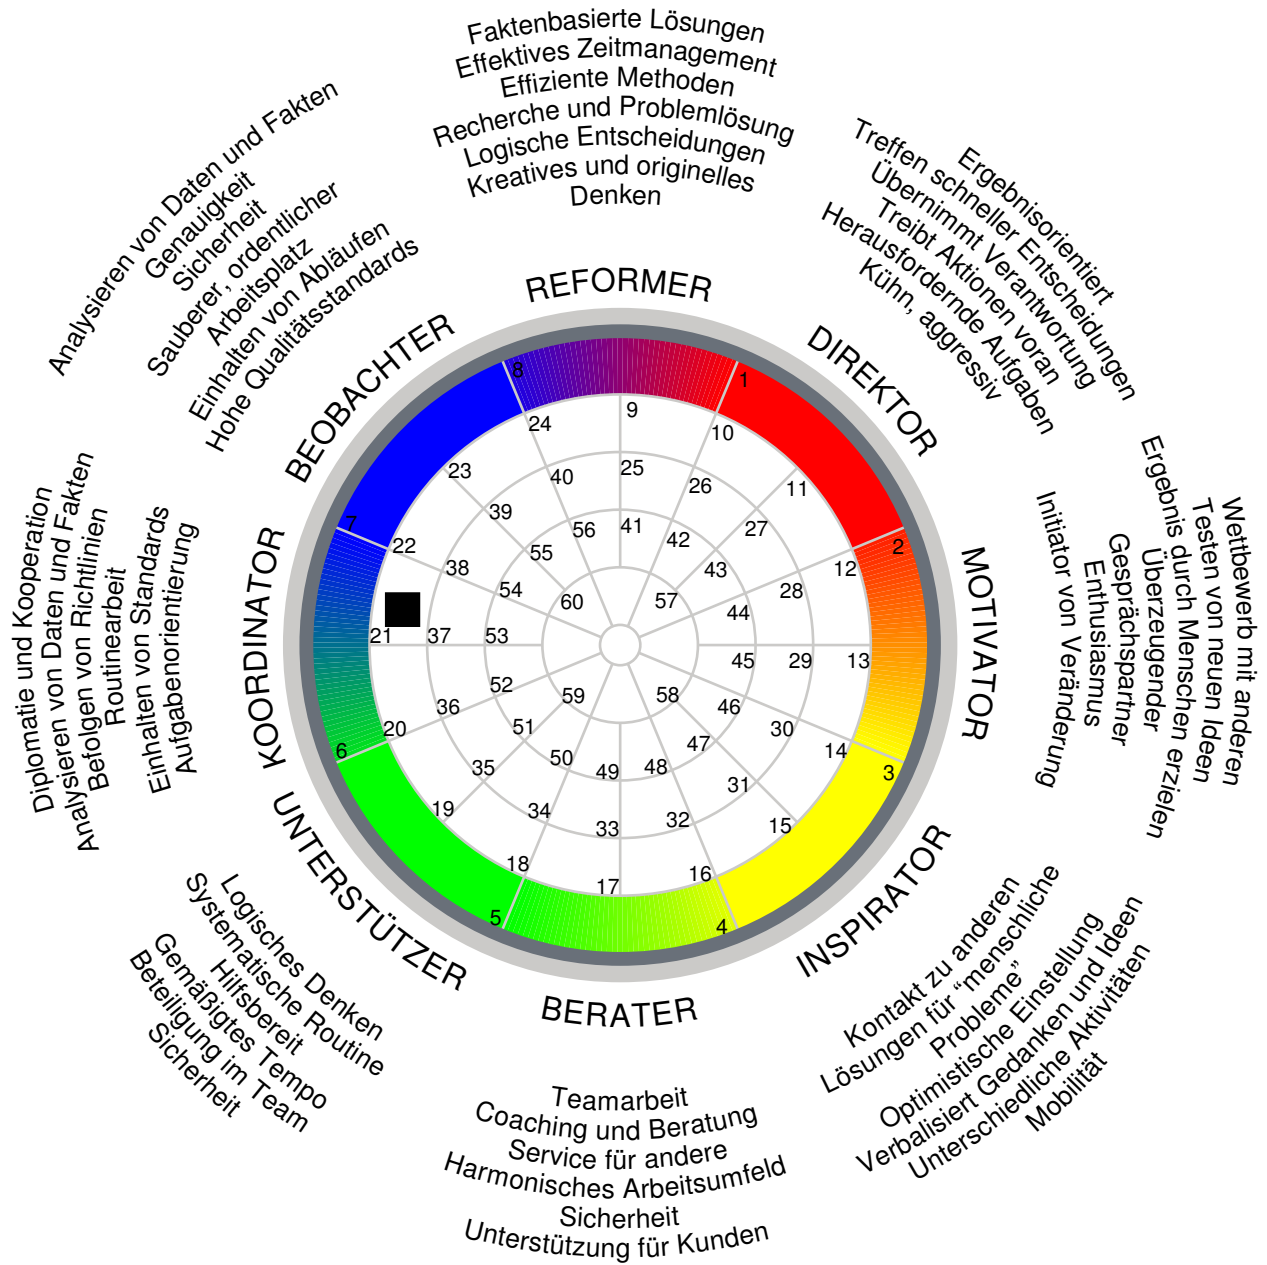 Faktenbasierte Lösungen
Effektives Zeitmanagement
Effiziente Methoden
Recherche und Problemlösung
Logische Entscheidungen
Kreatives und originelles
Denken
Ergebnisorientiert
Treffen schneller Entscheidungen
Übernimmt Verantwortung
Treibt Aktionen voran
Herausfordernde Aufgaben
Kühn, aggressiv
Wettbewerb mit anderen
Testen von neuen Ideen
Ergebnis durch Menschen erzielen
Überzeugender
Gesprächspartner
Enthusiasmus
Initiator von Veränderung
Kontakt zu anderen
Lösungen für “menschliche
Probleme”
Optimistische Einstellung
Verbalisiert Gedanken und Ideen
Unterschiedliche Aktivitäten
Mobilität
Teamarbeit
Coaching und Beratung
Service für andere
Harmonisches Arbeitsumfeld
Sicherheit
Unterstützung für Kunden
Logisches Denken
Systematische Routine
Hilfsbereit
Gemäßigtes Tempo
Beteiligung im Team
Sicherheit
Diplomatie und Kooperation
Analysieren von Daten und Fakten
Befolgen von Richtlinien
Routinearbeit
Einhalten von Standards
Aufgabenorientierung
Analysieren von Daten und Fakten
Genauigkeit
Sicherheit
Sauberer, ordentlicher
Arbeitsplatz
Einhalten von Abläufen
Hohe Qualitätsstandards
REFORMER
DIREKTOR
MOTIVATOR
INSPIRATOR
BERATER
UNTERSTÜTZER
KOORDINATOR
BEOBACHTER
1
2
3
4
5
6
7
8
9
10
11
12
13
14
15
16
17
18
19
20
21
22
23
24
25
26
27
28
29
30
31
32
33
34
35
36
37
38
39
40
41
42
43
44
45
46
47
48
49
50
51
52
53
54
55
56
57
58
59
60